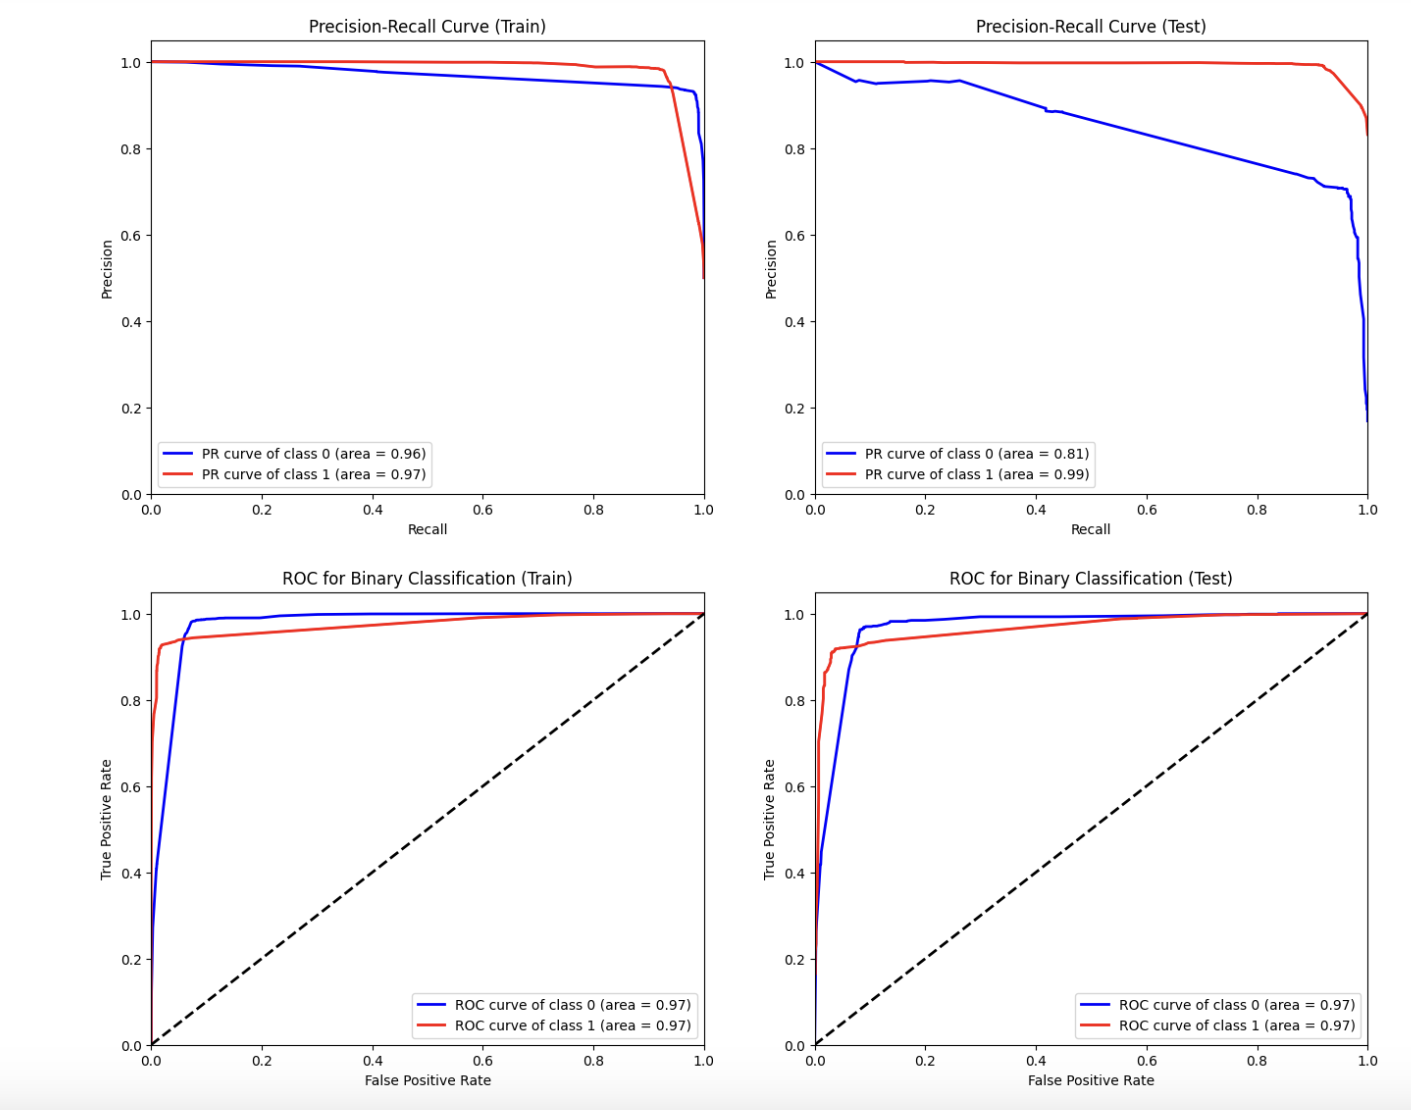 Precision-Recall Curve (Train)
1.0
0.8
0.6
0.4
0.2
0.0
Precision
PR curve of class 0 (area = 0.96)
PR curve of class 1 (area = 0.97)
0.0 0.2 0.4 0.6 0.8 1.0
Recall
Precision-Recall Curve (Test)
1.0
0.8
0.6
0.4
0.2
0.0
Precision
PR curve of class 0 (area = 0.81)
PR curve of class 1 (area = 0.99)
0.0 0.2 0.4 0.6 0.8 1.0
Recall
ROC for Binary Classification (Train)
1.0
0.8
0.6
0.4
0.2
0.0
True Positive Rate
ROC curve of class 0 (area = 0.97)
ROC curve of class 1 (area = 0.97)
0.0 0.2 0.4 0.6 0.8 1.0
False Positive Rate
ROC for Binary Classification (Test)
1.0
0.8
0.6
0.4
0.2
0.0
True Positive Rate
ROC curve of class 0 (area = 0.97)
ROC curve of class 1 (area = 0.97)
0.0 0.2 0.4 0.6 0.8 1.0
False Positive Rate